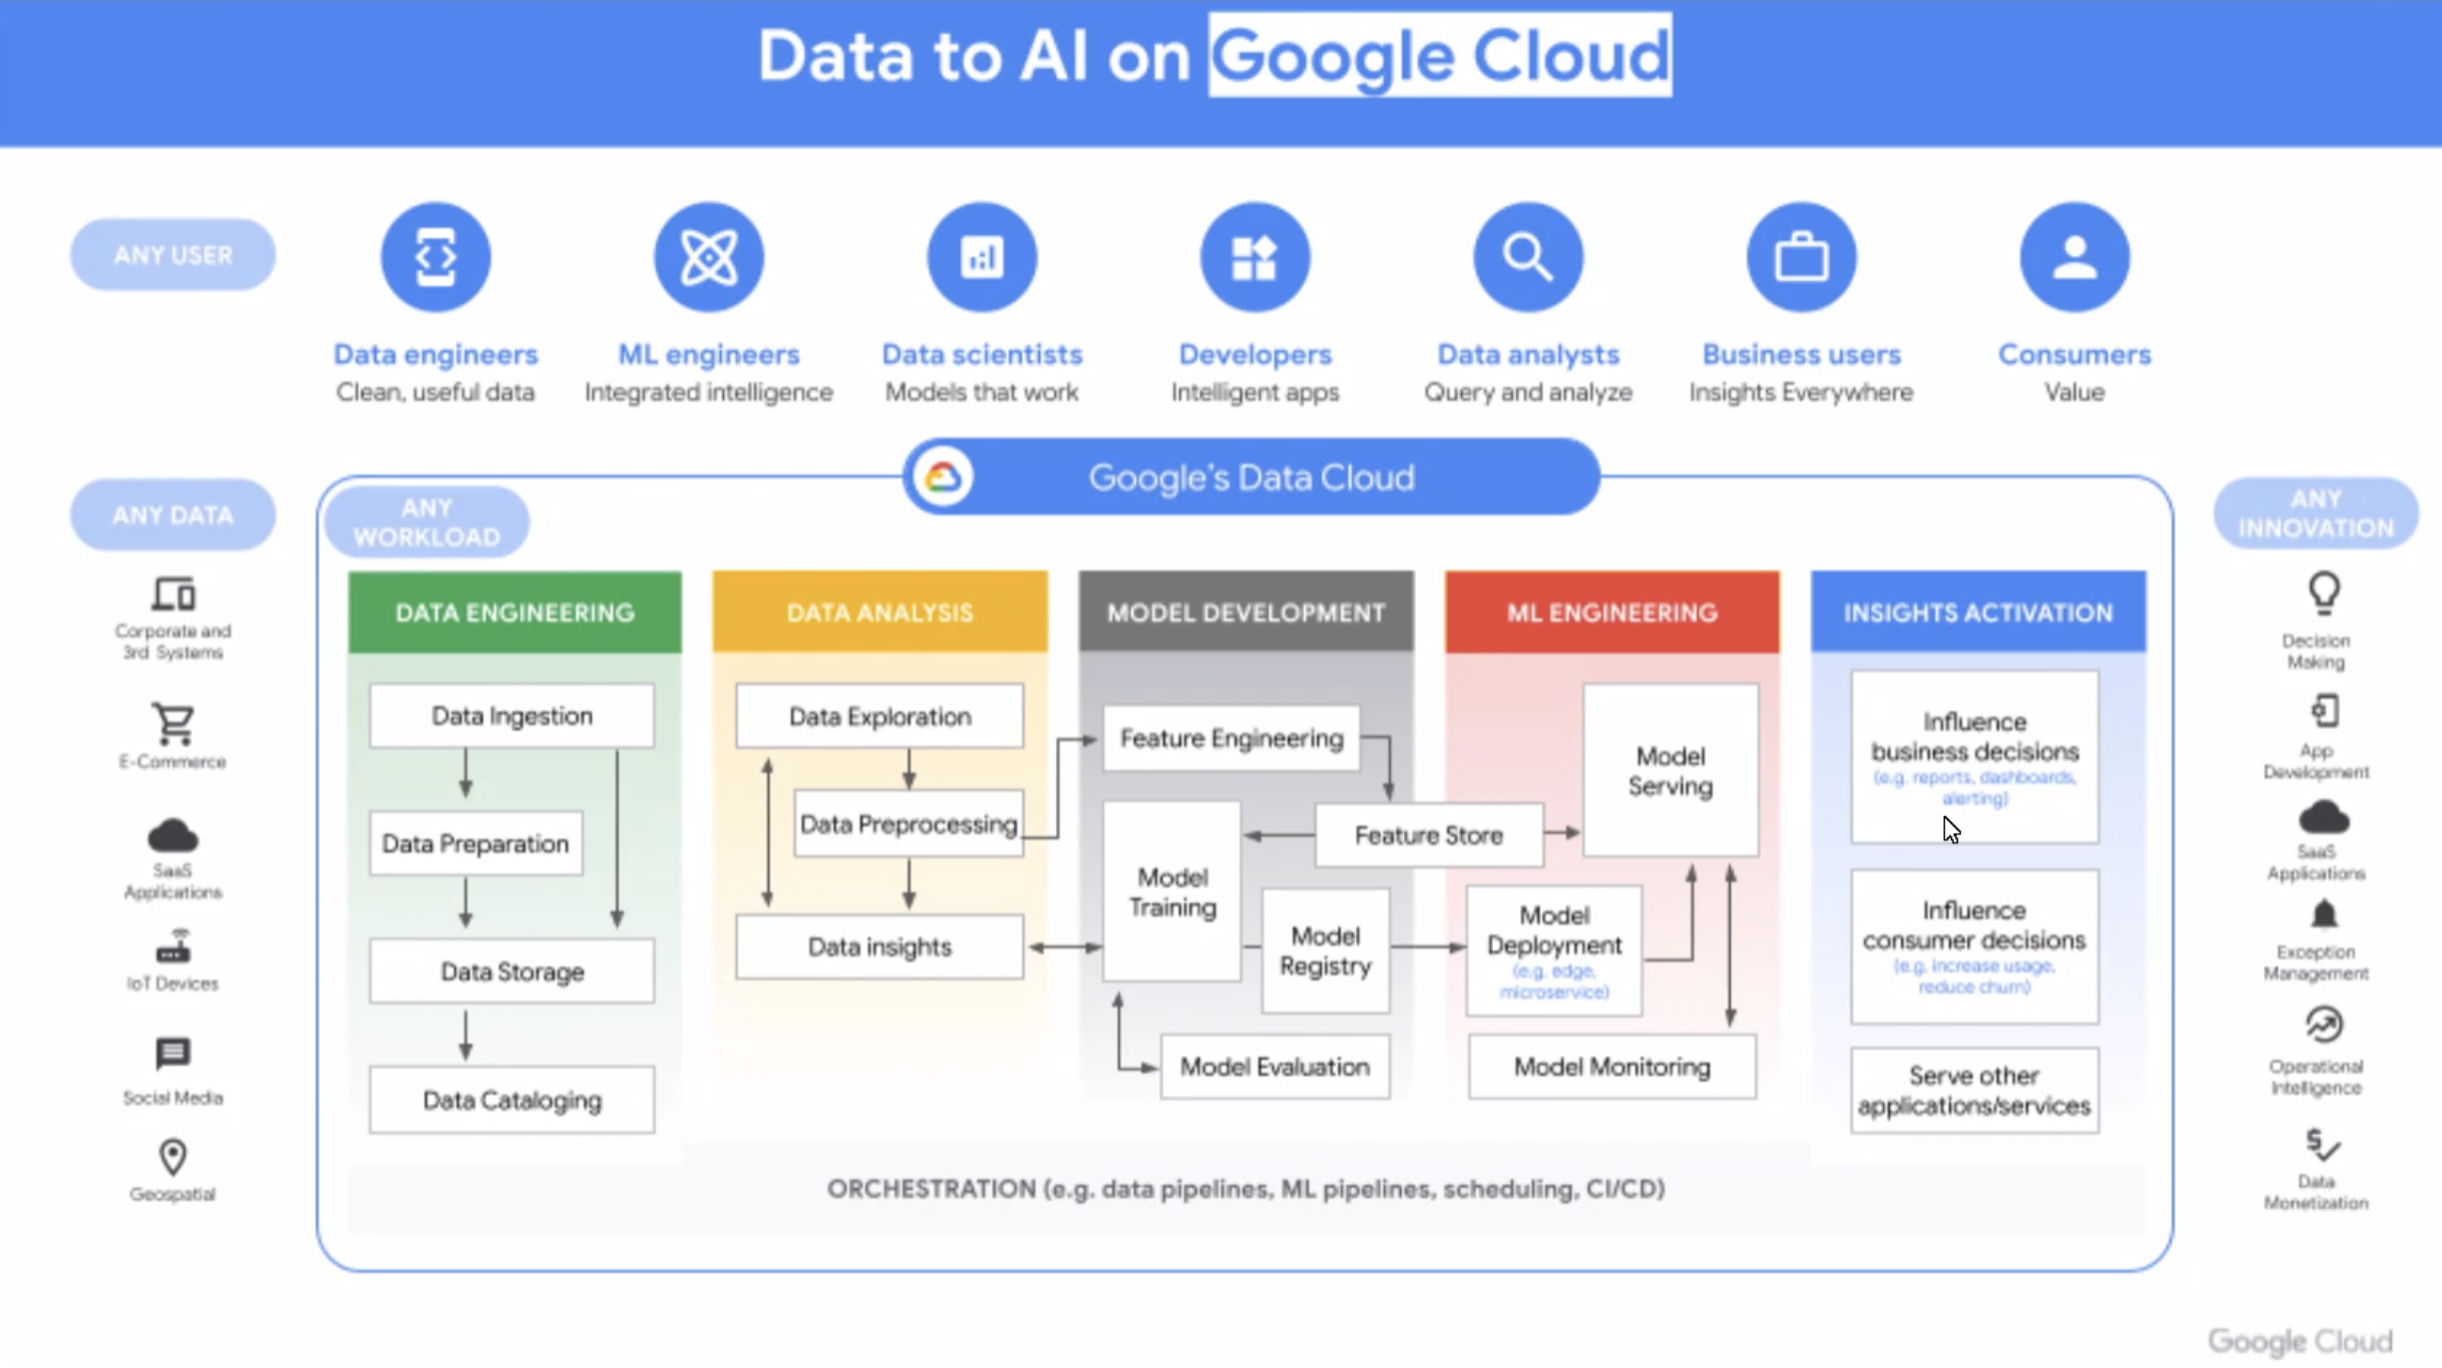 Data to AI on Google Cloud
ANY USER
Data engineers
Clean, useful data
ML engineers
Integrated intelligence
Data scientists
Models that work
Developers
Intelligent apps
Data analysts
Query and analyze
Business users
Insights Everywhere
Consumers
Value
Google's Data Cloud
ANY DATA
Corporate and
3rd Systems
E-Commerce
SaaS
Applications
IoT Devices
Social Media
Geospatial
ANY
WORKLOAD
DATA ENGINEERING
Data Ingestion
Data Preparation
Data Storage
Data Cataloging
DATA ANALYSIS
Data Exploration
Data Preprocessing
Data insights
MODEL DEVELOPMENT
Feature Engineering
Feature Store
Model
Training
Model
Registry
Model Evaluation
ML ENGINEERING
Model
Serving
Model
Deployment
(e.g. edge,
microservice)
Model Monitoring
INSIGHTS ACTIVATION
Influence
business decisions
(e.g. reports, dashboards,
alerting)
Influence
consumer decisions
(e.g. increase usage,
reduce churn)
Serve other
applications/services
ORCHESTRATION (e.g. data pipelines, ML pipelines, scheduling, CI/CD)
ANY
INNOVATION
Decision
Making
App
Development
SaaS
Applications
Exception
Management
Operational
Intelligence
Data
Monetization
Google Cloud